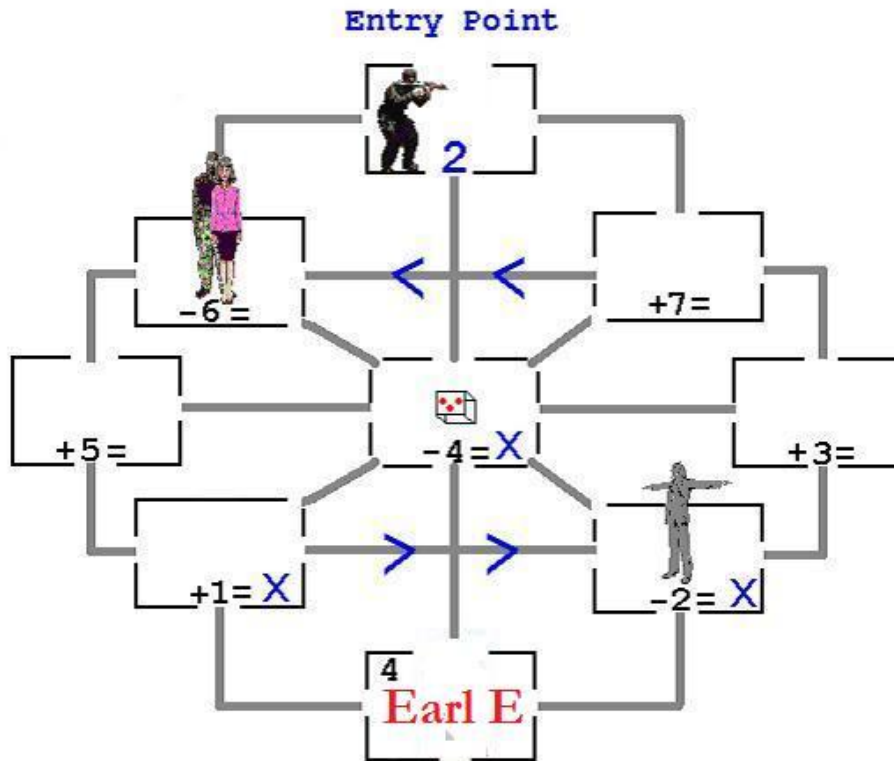 Entry Point
2
<
<
-6=
+7=
+5=
-4= X
+3=
+1= X
>
>
-2= X
4
Earl E